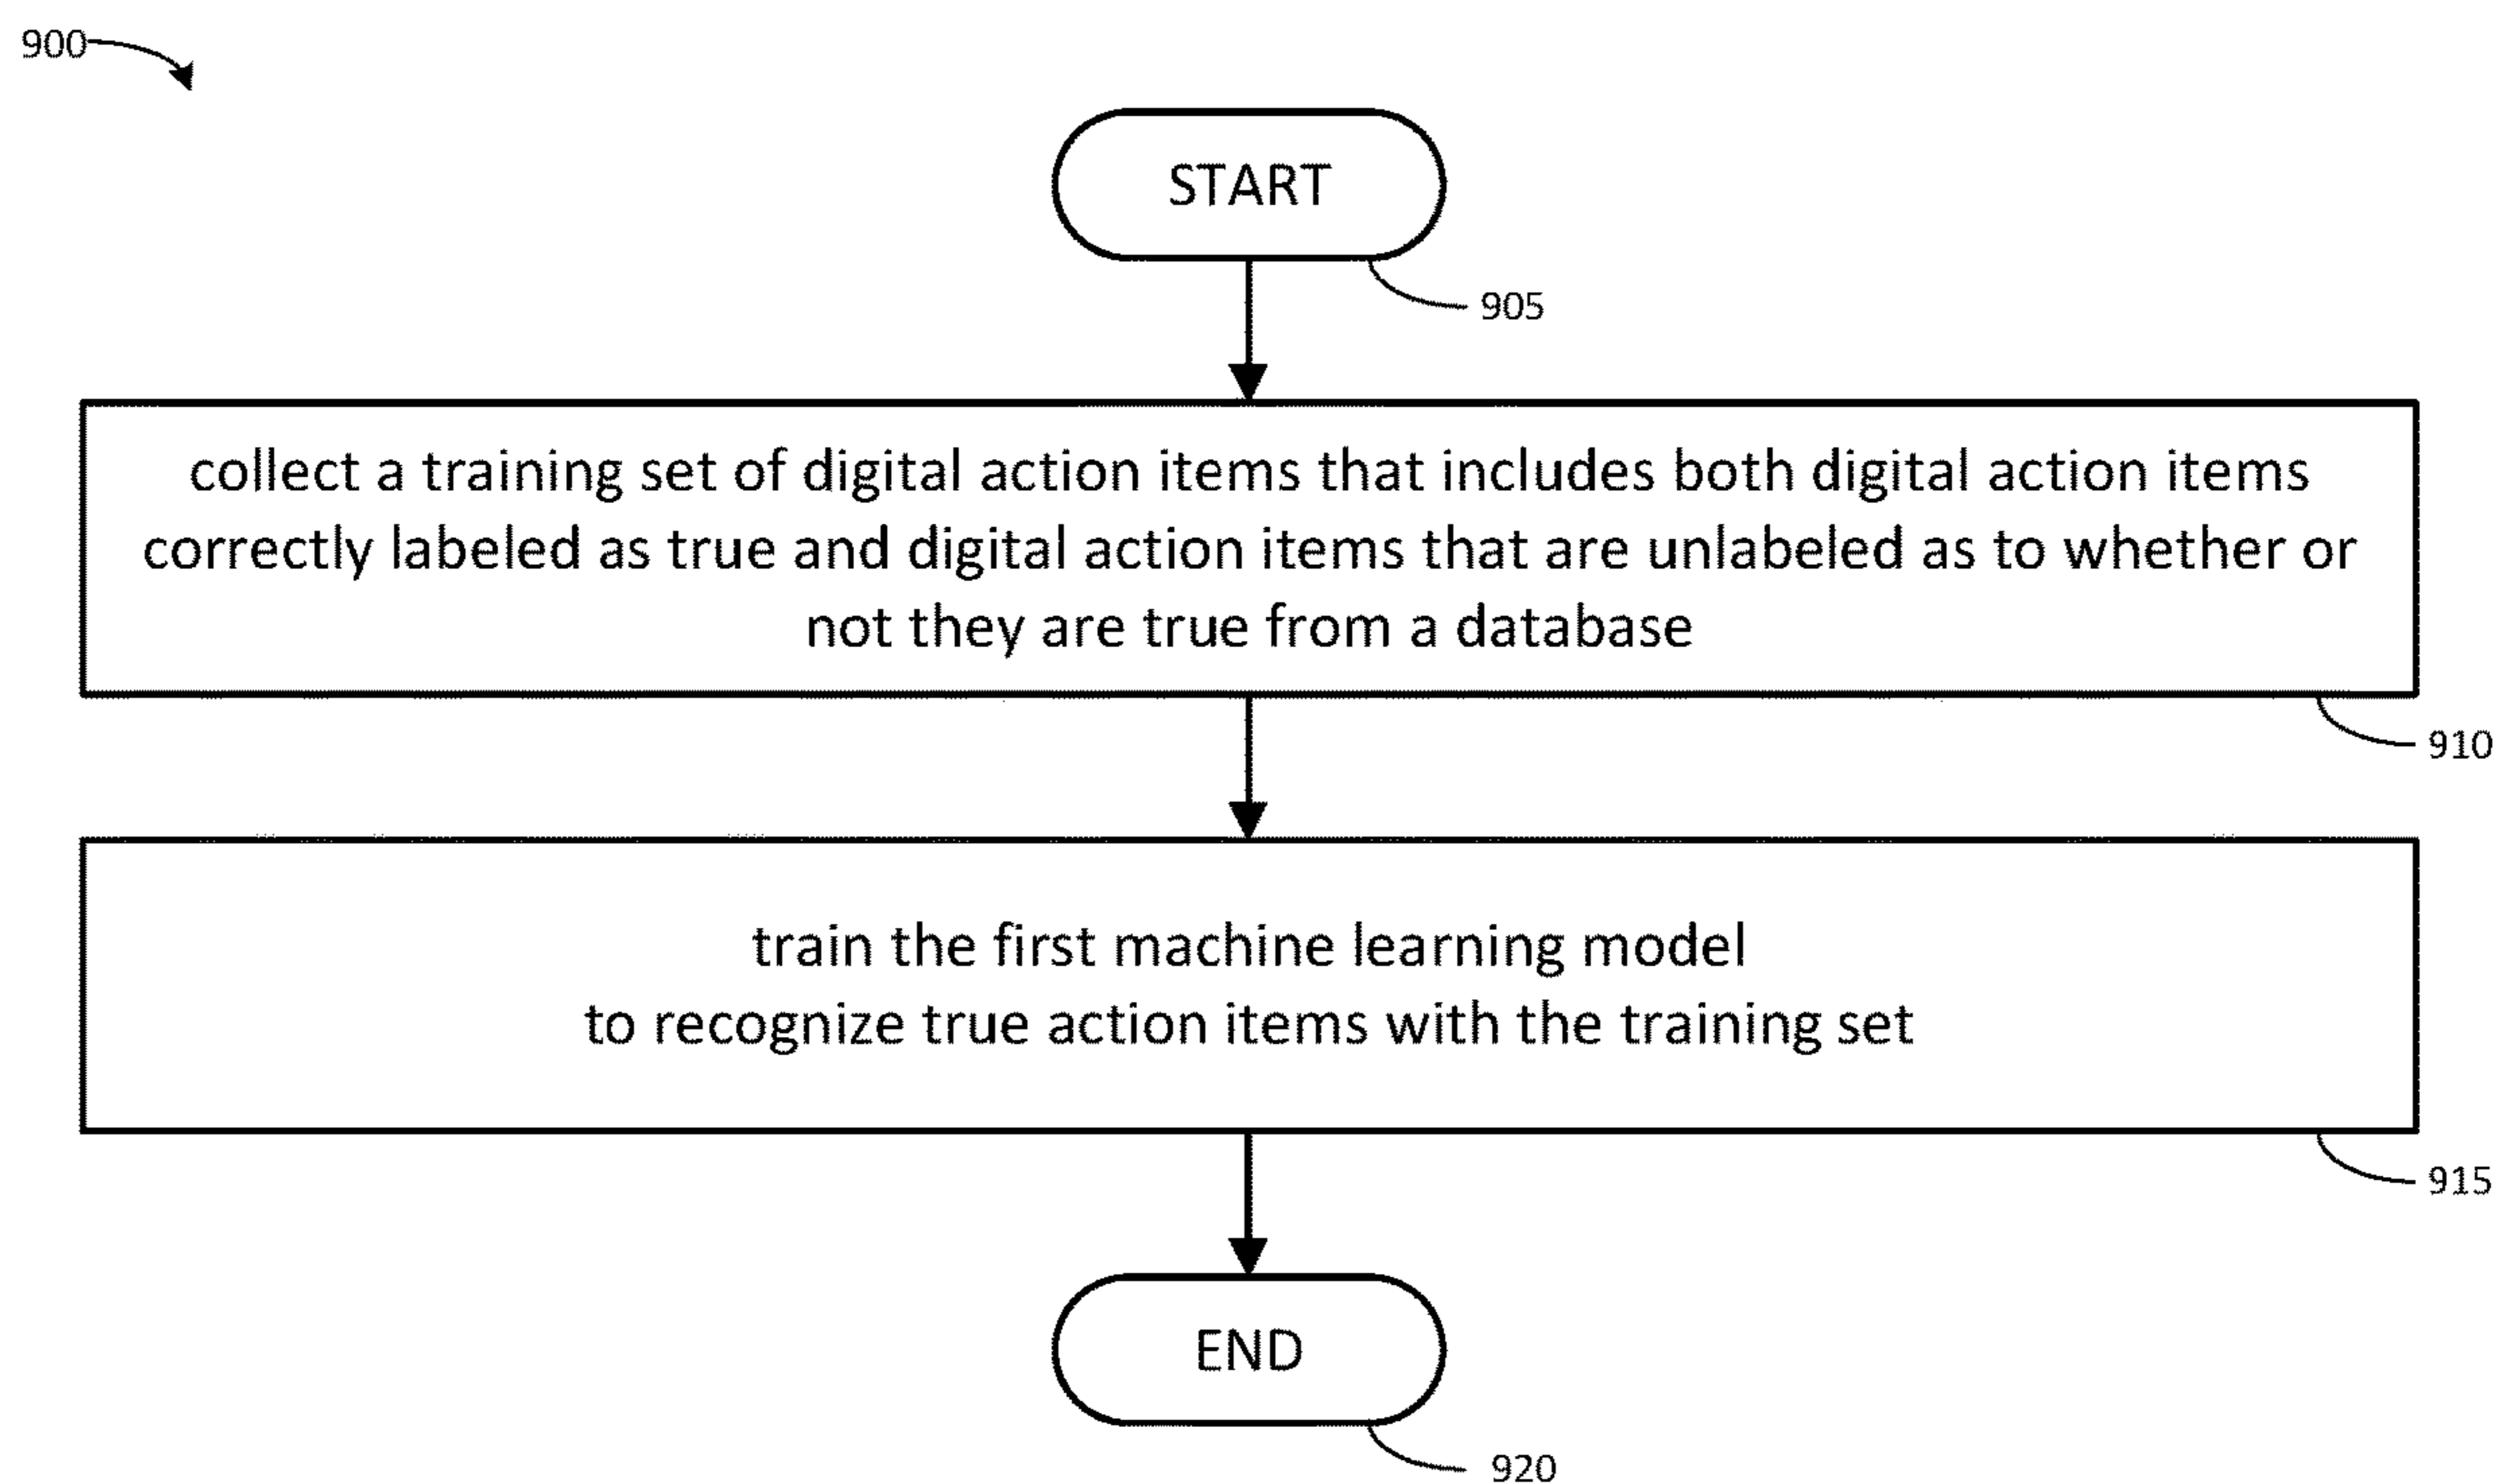 900
START
905
collect a training set of digital action items that includes both digital action items
correctly labeled as true and digital action items that are unlabeled as to whether or
not they are true from a database
910
train the first machine learning model
to recognize true action items with the training set
915
END
920